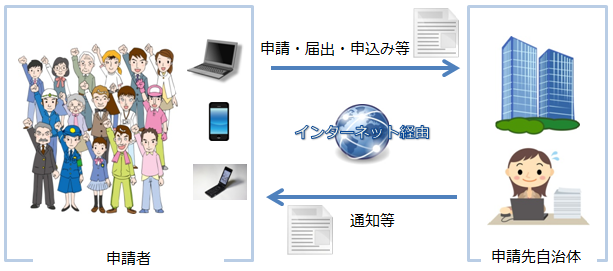 申請・届出・申込み等
インターネット経由
通知等
申請者
申請先自治体